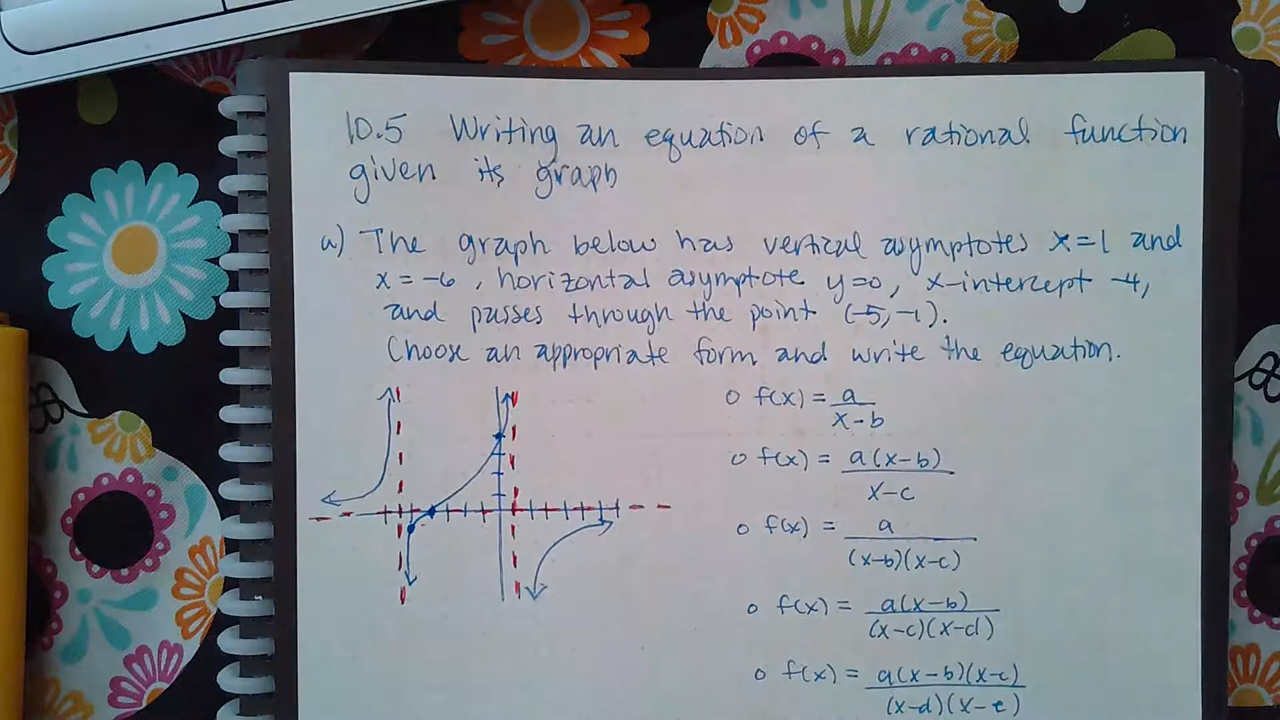 10.5 Writing an equation of a rational function
given its graph
a) The graph below has vertical asymptotes x=1 and
x=-6, horizontal asymptote y=0, x-intercept -4,
and passes through the point (-5,-1).
Choose an appropriate form and write the equation.
○ f(x) = a/(x-b)
○ f(x) = a(x-b)/(x-c)
○ f(x) = a/((x-b)(x-c))
○ f(x) = a(x-b)/((x-c)(x-d))
○ f(x) = a(x-b)(x-c)/((x-d)(x-e))